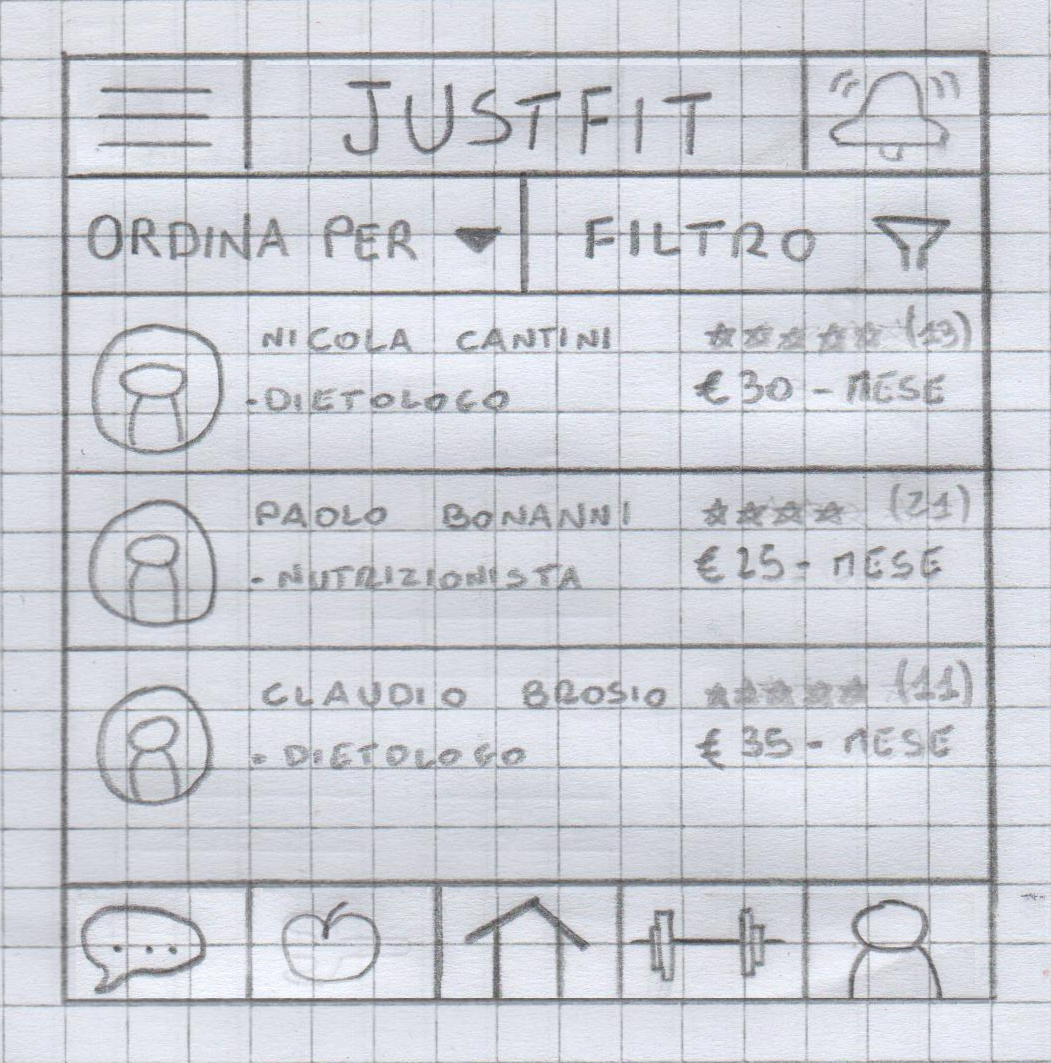 JUSTFIT
ORDINA PER FILTRO
NICOLA CANTINI ★★★★★ (13)
-DIETOLOGO € 30 - MESE
PAOLO BONANNI ★★★★ (21)
- NUTRIZIONISTA € 25 - MESE
CLAUDIO BROSIO ★★★★★ (11)
- DIETOLOGO € 35 - MESE